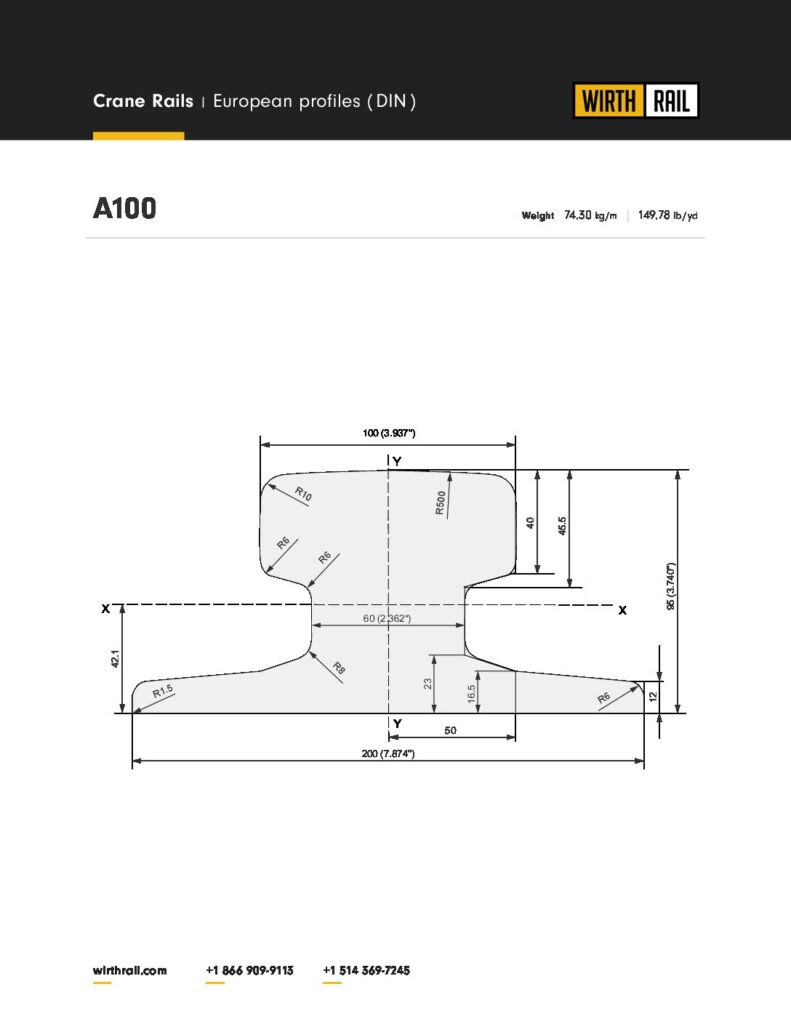 Crane Rails | European profiles (DIN)
WIRTH RAIL
A100
Weight 74,30 kg/m | 149,78 lb/yd
100 (3.937")
Y
R10
R500
40
45.5
R6
R6
95 (3.740")
X
X
60 (2.362")
42.1
R8
23
16.5
R1.5
R6
12
Y
50
200 (7.874")
wirthrail.com
+1 866 909-9113
+1 514 369-7245